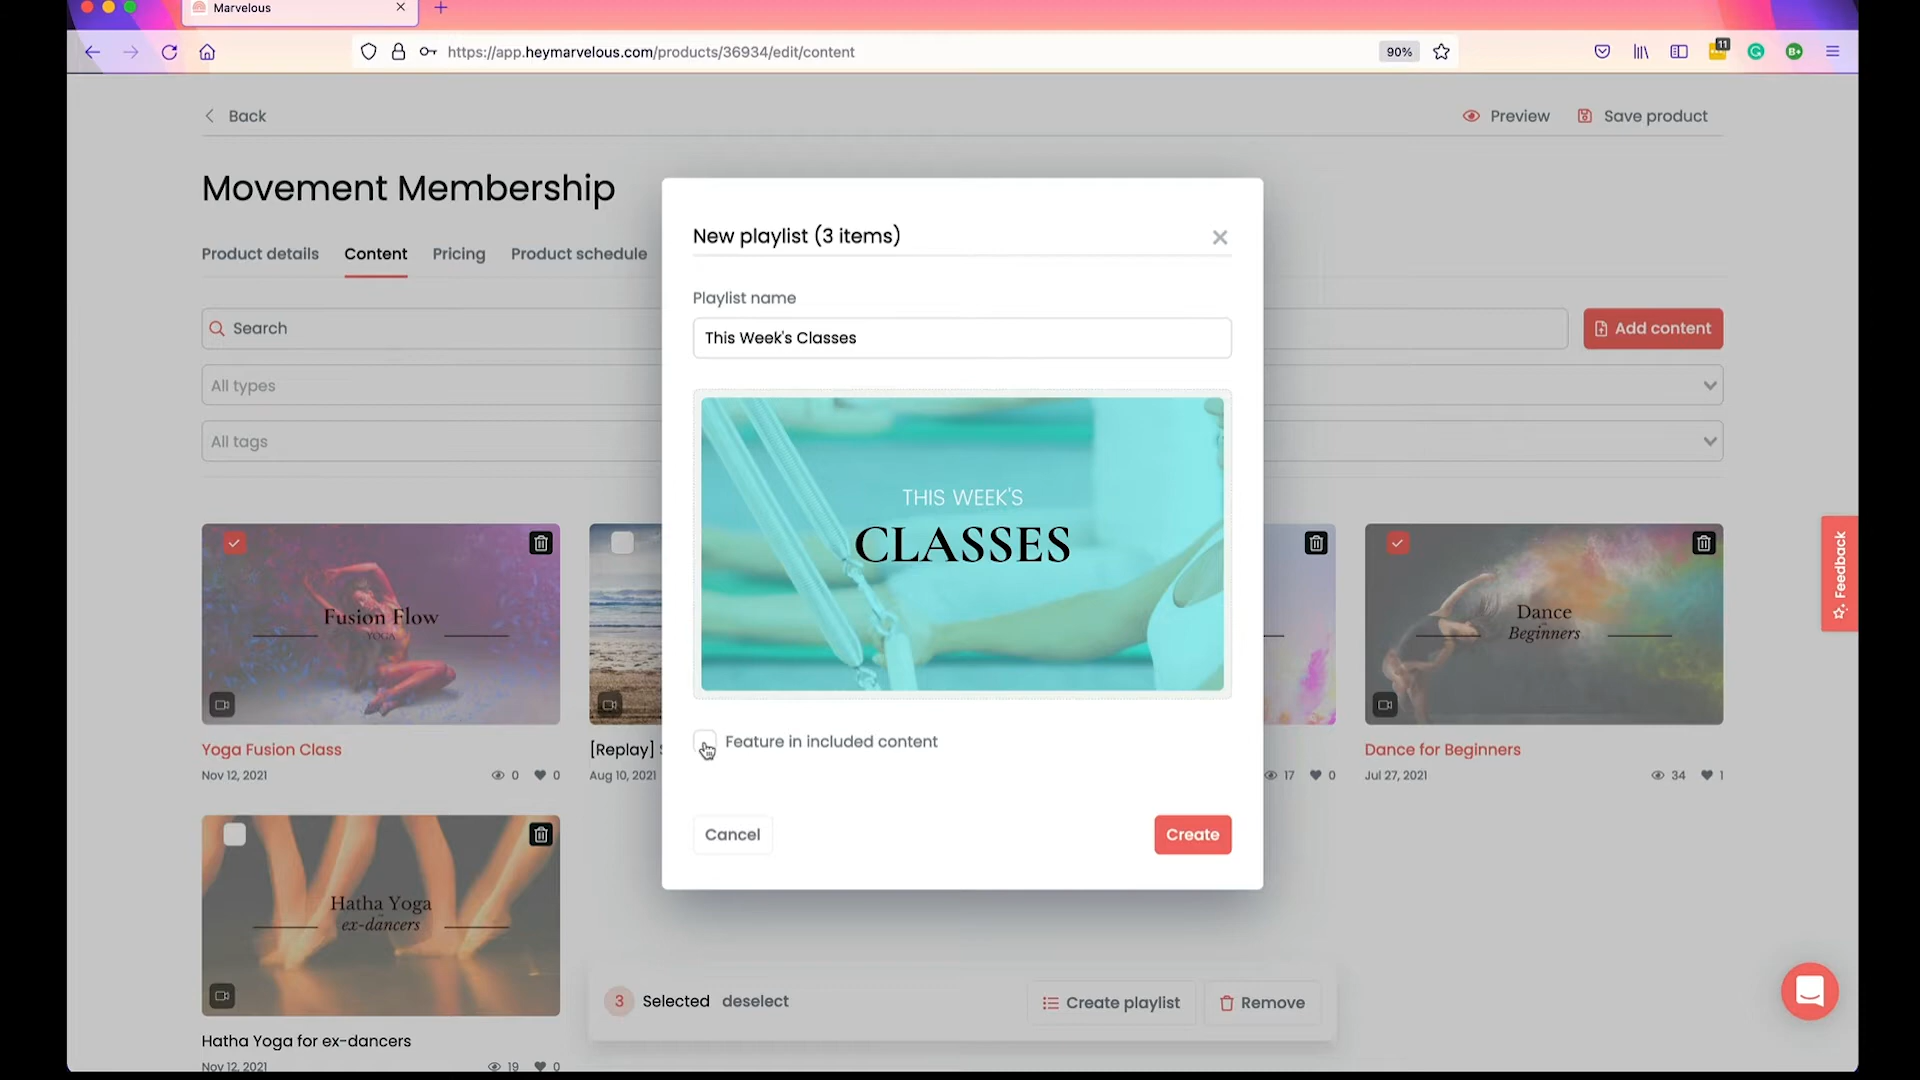 Marvelous
https://app.heymarvelous.com/products/36934/edit/content
90%
11
B+
Back
Preview
Save product
Movement Membership
Product details
Content
Pricing
Product schedule
Search
Add content
All types
All tags
New playlist (3 items)
Playlist name
This Week's Classes
THIS WEEK'S
CLASSES
Feature in included content
Cancel
Create
Fusion Flow
YOGA
Yoga Fusion Class
Nov 12, 2021
0
0
[Replay]
Aug 10, 2021
17
0
Dance
Beginners
Dance for Beginners
Jul 27, 2021
34
1
Hatha Yoga
ex-dancers
Hatha Yoga for ex-dancers
Nov 12, 2021
19
0
3 Selected deselect
Create playlist
Remove
Feedback